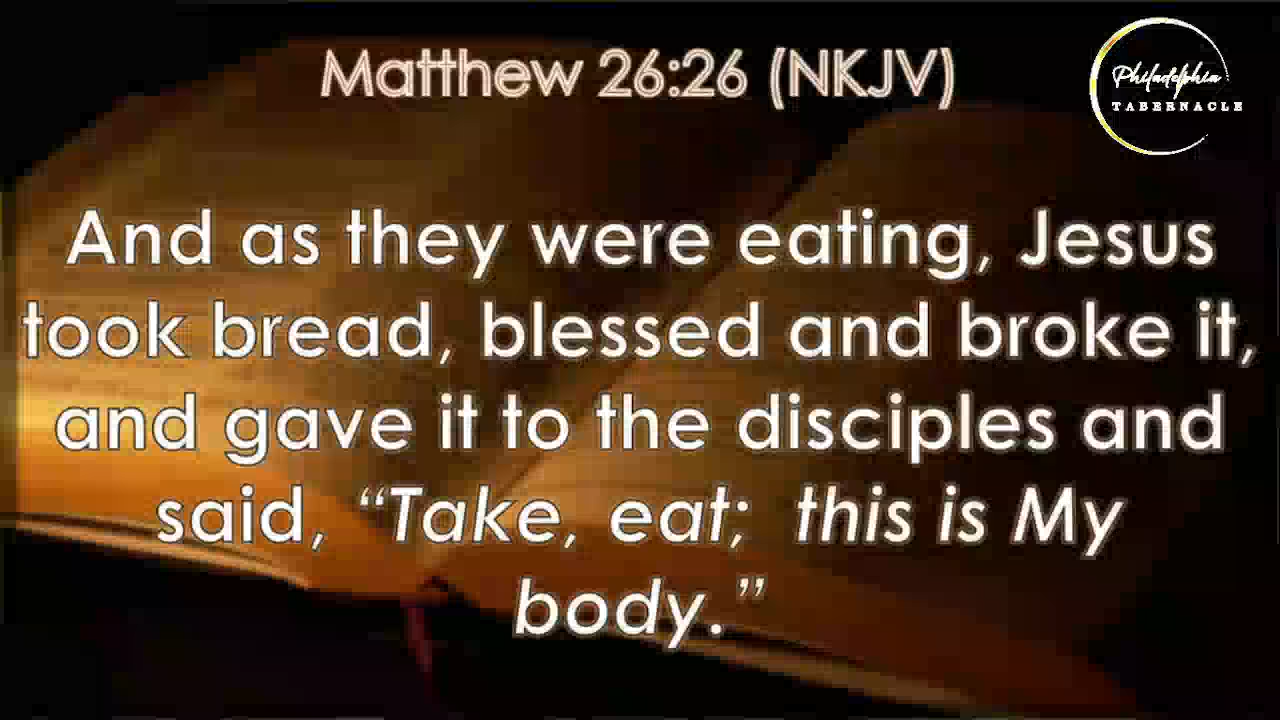 Matthew 26:26 (NKJV)
Philadelphia
TABERNACLE
And as they were eating, Jesus
took bread, blessed and broke it,
and gave it to the disciples and
said, “Take, eat; this is My
body.”